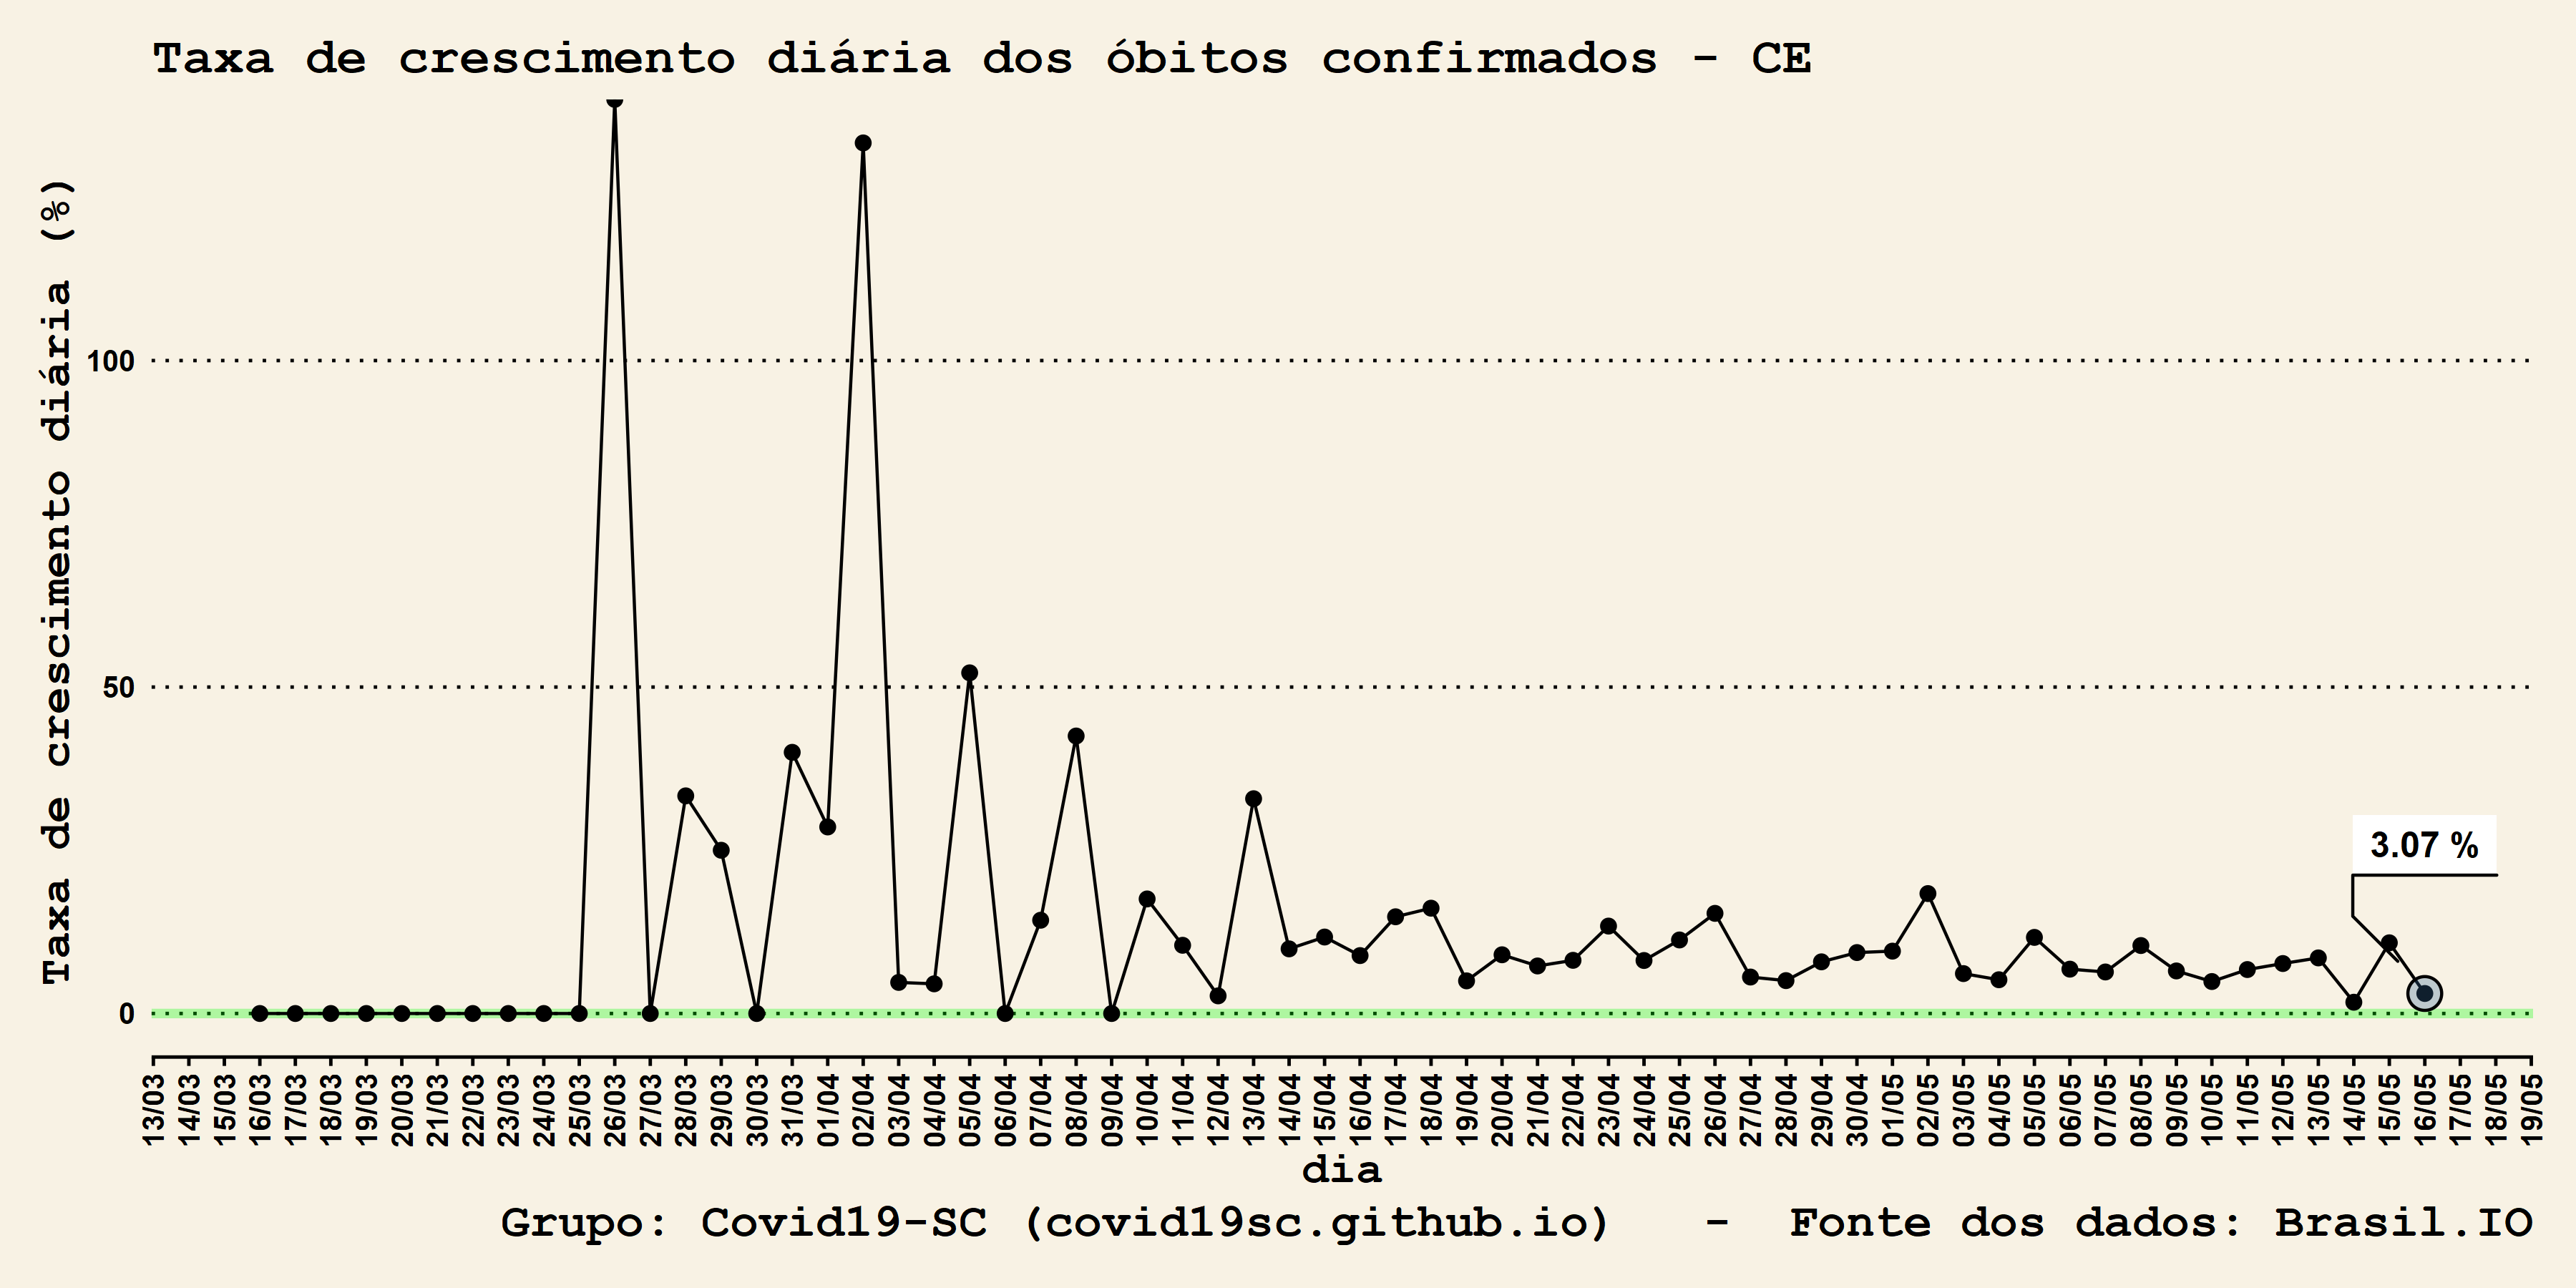 Taxa de crescimento diária dos óbitos confirmados - CE
Taxa de crescimento diária (%)
100
50
0
3.07 %
13/03 14/03 15/03 16/03 17/03 18/03 19/03 20/03 21/03 22/03 23/03 24/03 25/03 26/03 27/03 28/03 29/03 30/03 31/03 01/04 02/04 03/04 04/04 05/04 06/04 07/04 08/04 09/04 10/04 11/04 12/04 13/04 14/04 15/04 16/04 17/04 18/04 19/04 20/04 21/04 22/04 23/04 24/04 25/04 26/04 27/04 28/04 29/04 30/04 01/05 02/05 03/05 04/05 05/05 06/05 07/05 08/05 09/05 10/05 11/05 12/05 13/05 14/05 15/05 16/05 17/05 18/05 19/05
dia
Grupo: Covid19-SC (covid19sc.github.io) - Fonte dos dados: Brasil.IO